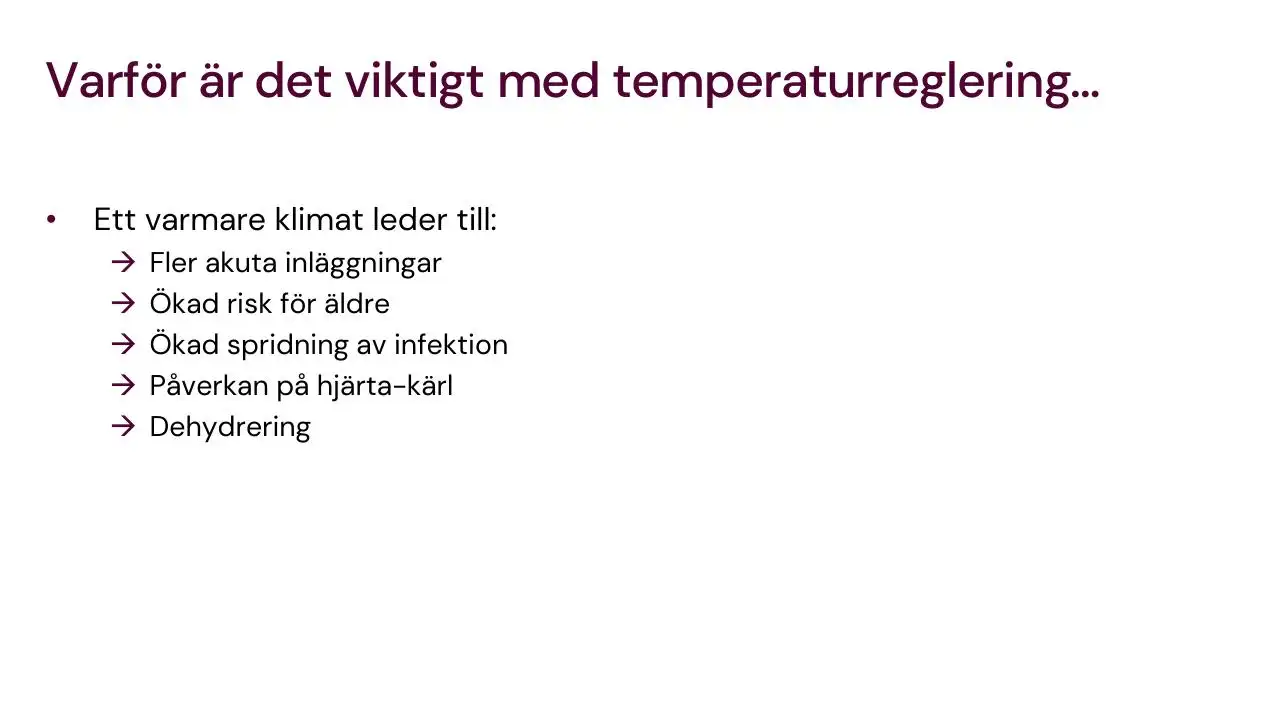 Varför är det viktigt med temperaturreglering...
• Ett varmare klimat leder till:
→ Fler akuta inläggningar
→ Ökad risk för äldre
→ Ökad spridning av infektion
→ Påverkan på hjärta-kärl
→ Dehydrering